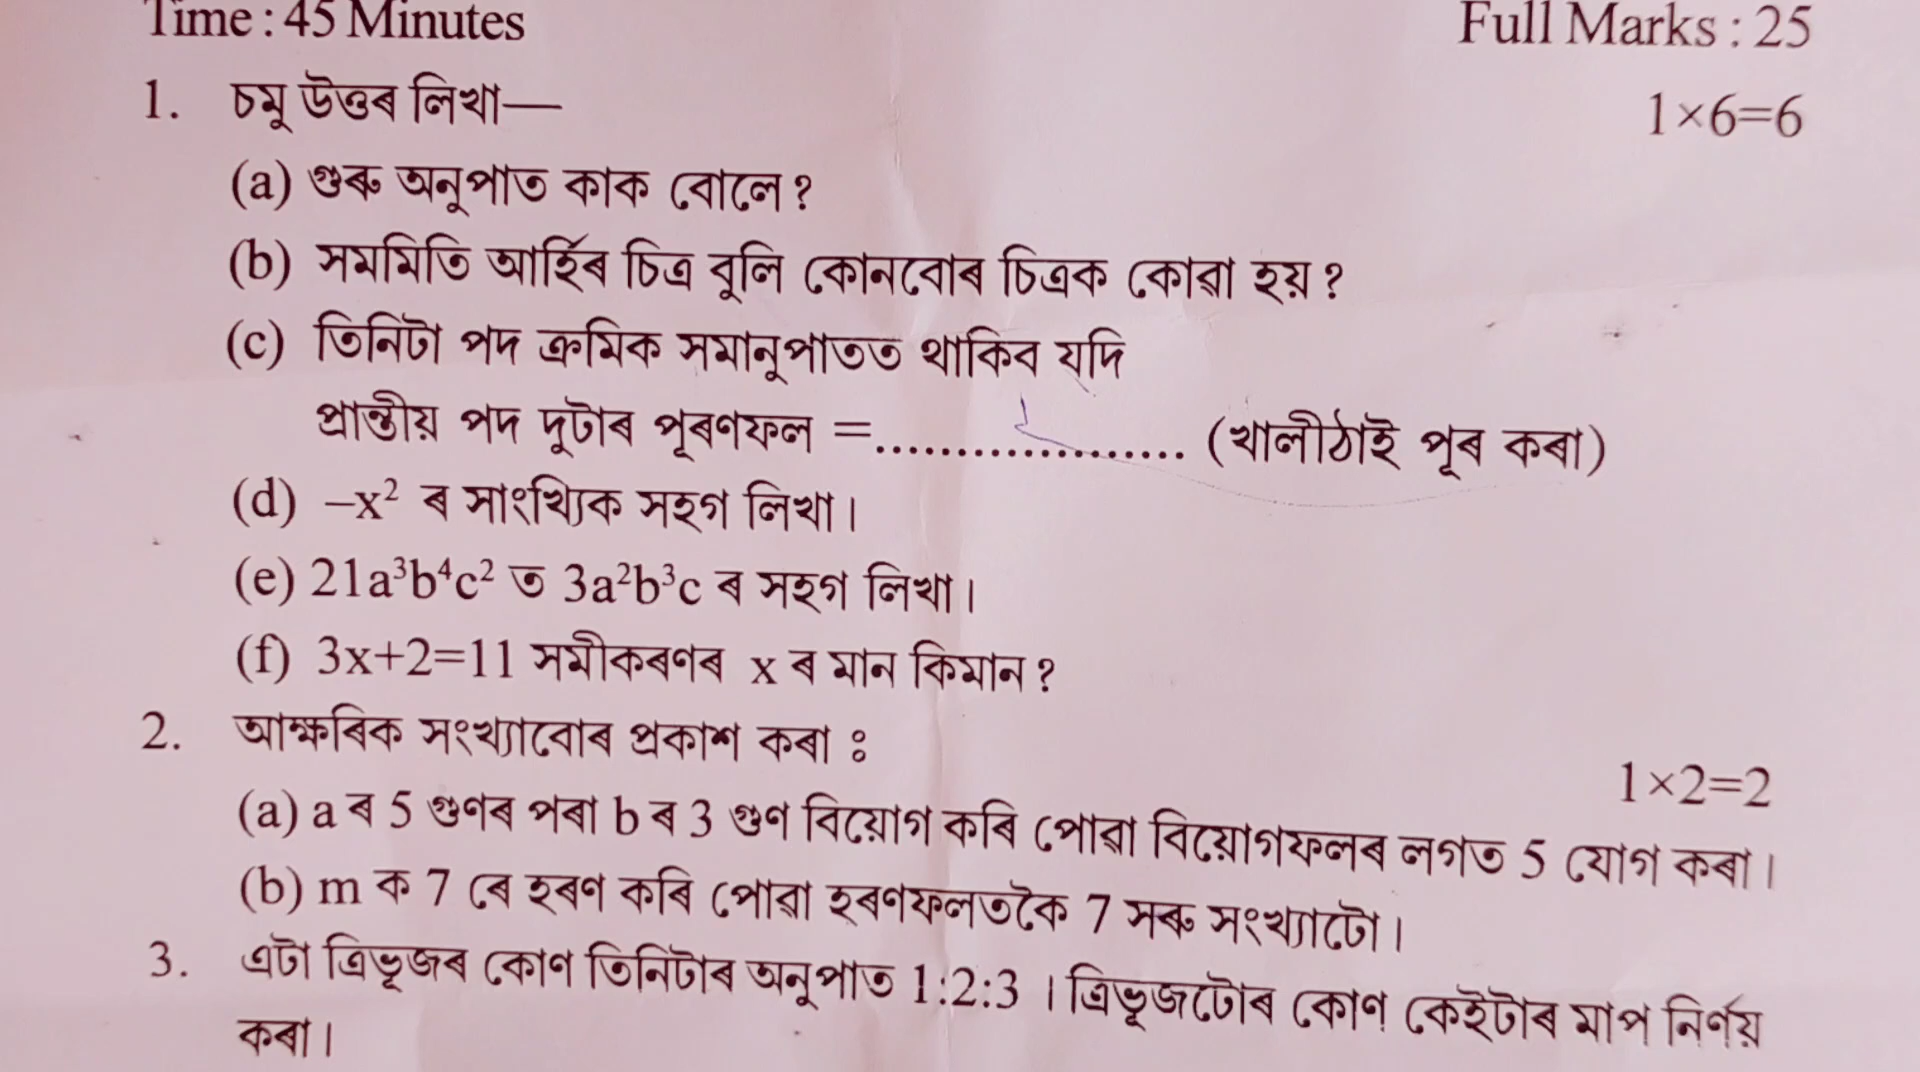 Time : 45 Minutes Full Marks : 25
1. চমু উত্তৰ লিখা— 1×6=6
(a) গুৰু অনুপাত কাক বোলে ?
(b) সমমিতি আৰ্হিৰ চিত্ৰ বুলি কোনবোৰ চিত্ৰক কোৱা হয় ?
(c) তিনিটা পদ ক্ৰমিক সমানুপাতত থাকিব যদি
প্ৰান্তীয় পদ দুটাৰ পূৰণফল =................... (খালীঠাই পূৰ কৰা)
(d) –x² ৰ সাংখ্যিক সহগ লিখা।
(e) 21a³b⁴c² ত 3a²b³c ৰ সহগ লিখা।
(f) 3x+2=11 সমীকৰণৰ x ৰ মান কিমান ?
2. আক্ষৰিক সংখ্যাবোৰ প্ৰকাশ কৰা ঃ 1×2=2
(a) a ৰ 5 গুণৰ পৰা b ৰ 3 গুণ বিয়োগ কৰি পোৱা বিয়োগফলৰ লগত 5 যোগ কৰা।
(b) m ক 7 ৰে হৰণ কৰি পোৱা হৰণফলতকৈ 7 সৰু সংখ্যাটো।
3. এটা ত্ৰিভূজৰ কোণ তিনিটাৰ অনুপাত 1:2:3 । ত্ৰিভূজটোৰ কোণ কেইটাৰ মাপ নিৰ্ণয়
কৰা।